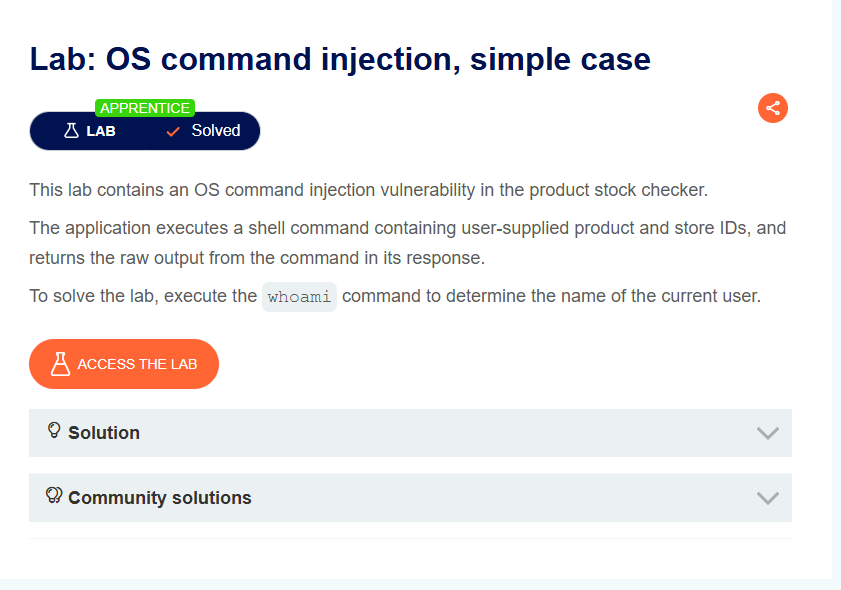 Lab: OS command injection, simple case
APPRENTICE
LAB Solved
This lab contains an OS command injection vulnerability in the product stock checker.
The application executes a shell command containing user-supplied product and store IDs, and
returns the raw output from the command in its response.
To solve the lab, execute the whoami command to determine the name of the current user.
ACCESS THE LAB
Solution
Community solutions